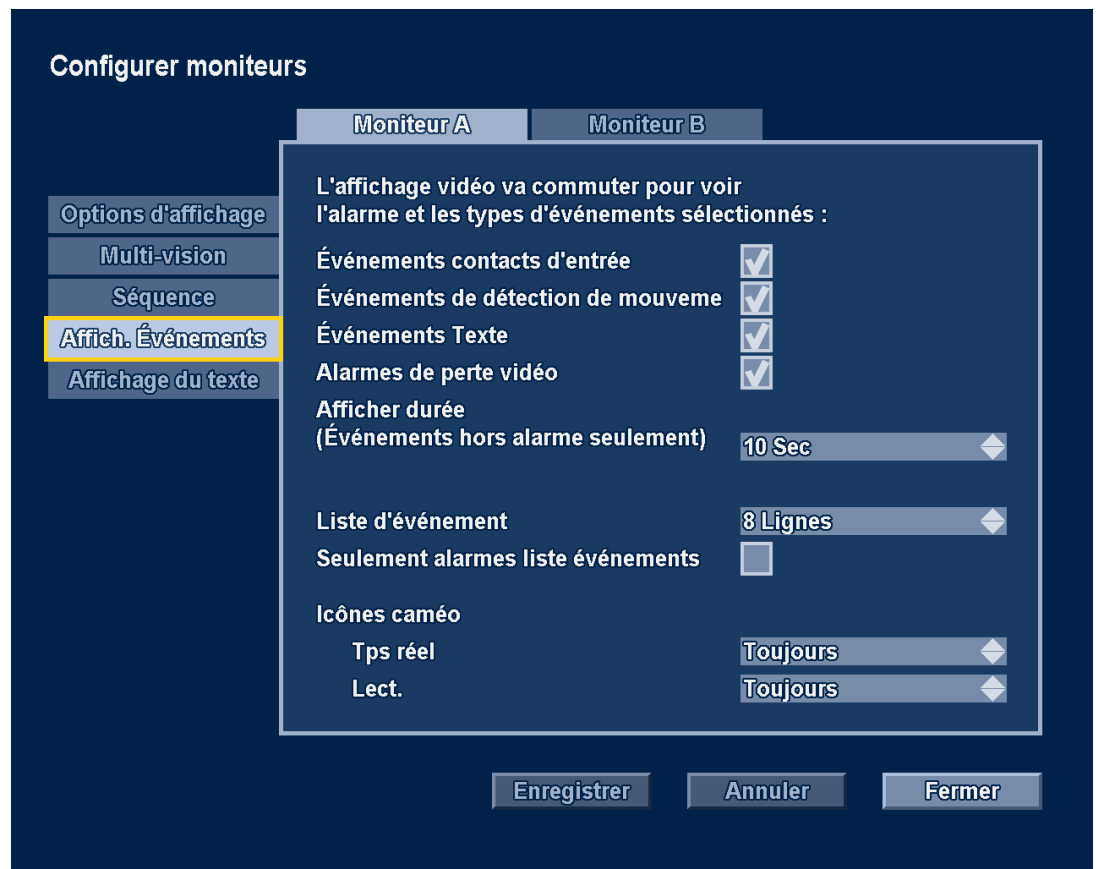 Configurer moniteurs
Moniteur A
Moniteur B
Options d'affichage
Multi-vision
Séquence
Affich. Événements
Affichage du texte
L'affichage vidéo va commuter pour voir
l'alarme et les types d'événements sélectionnés :
Événements contacts d'entrée
Événements de détection de mouveme
Événements Texte
Alarmes de perte vidéo
Afficher durée
(Événements hors alarme seulement) 10 Sec
Liste d'événement 8 Lignes
Seulement alarmes liste événements
Icônes caméo
Tps réel Toujours
Lect. Toujours
Enregistrer Annuler Fermer